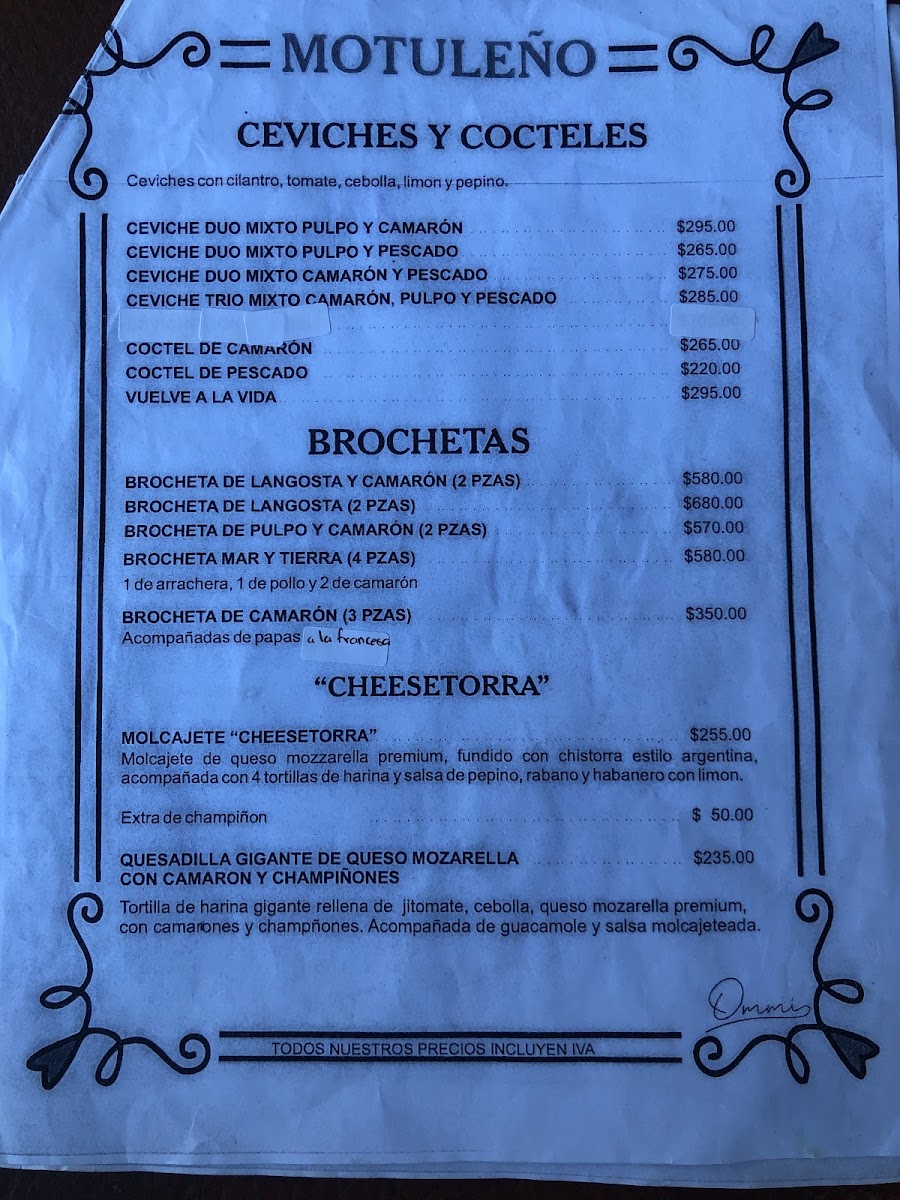 MOTULEÑO
CEVICHES Y COCTELES
Ceviches con cilantro, tomate, cebolla, limon y pepino.
CEVICHE DUO MIXTO PULPO Y CAMARÓN $295.00
CEVICHE DUO MIXTO PULPO Y PESCADO $265.00
CEVICHE DUO MIXTO CAMARÓN Y PESCADO $275.00
CEVICHE TRIO MIXTO CAMARÓN, PULPO Y PESCADO $285.00
COCTEL DE CAMARÓN $265.00
COCTEL DE PESCADO $220.00
VUELVE A LA VIDA $295.00
BROCHETAS
BROCHETA DE LANGOSTA Y CAMARÓN (2 PZAS) $580.00
BROCHETA DE LANGOSTA (2 PZAS) $680.00
BROCHETA DE PULPO Y CAMARÓN (2 PZAS) $570.00
BROCHETA MAR Y TIERRA (4 PZAS) $580.00
1 de arrachera, 1 de pollo y 2 de camarón
BROCHETA DE CAMARÓN (3 PZAS) $350.00
Acompañadas de papas a la francesa
“CHEESETORRA”
MOLCAJETE “CHEESETORRA” $255.00
Molcajete de queso mozzarella premium, fundido con chistorra estilo argentina,
acompañada con 4 tortillas de harina y salsa de pepino, rabano y habanero con limon.
Extra de champiñon $ 50.00
QUESADILLA GIGANTE DE QUESO MOZARELLA $235.00
CON CAMARON Y CHAMPIÑONES
Tortilla de harina gigante rellena de jitomate, cebolla, queso mozarella premium,
con camarones y champñones. Acompañada de guacamole y salsa molcajeteada.
TODOS NUESTROS PRECIOS INCLUYEN IVA